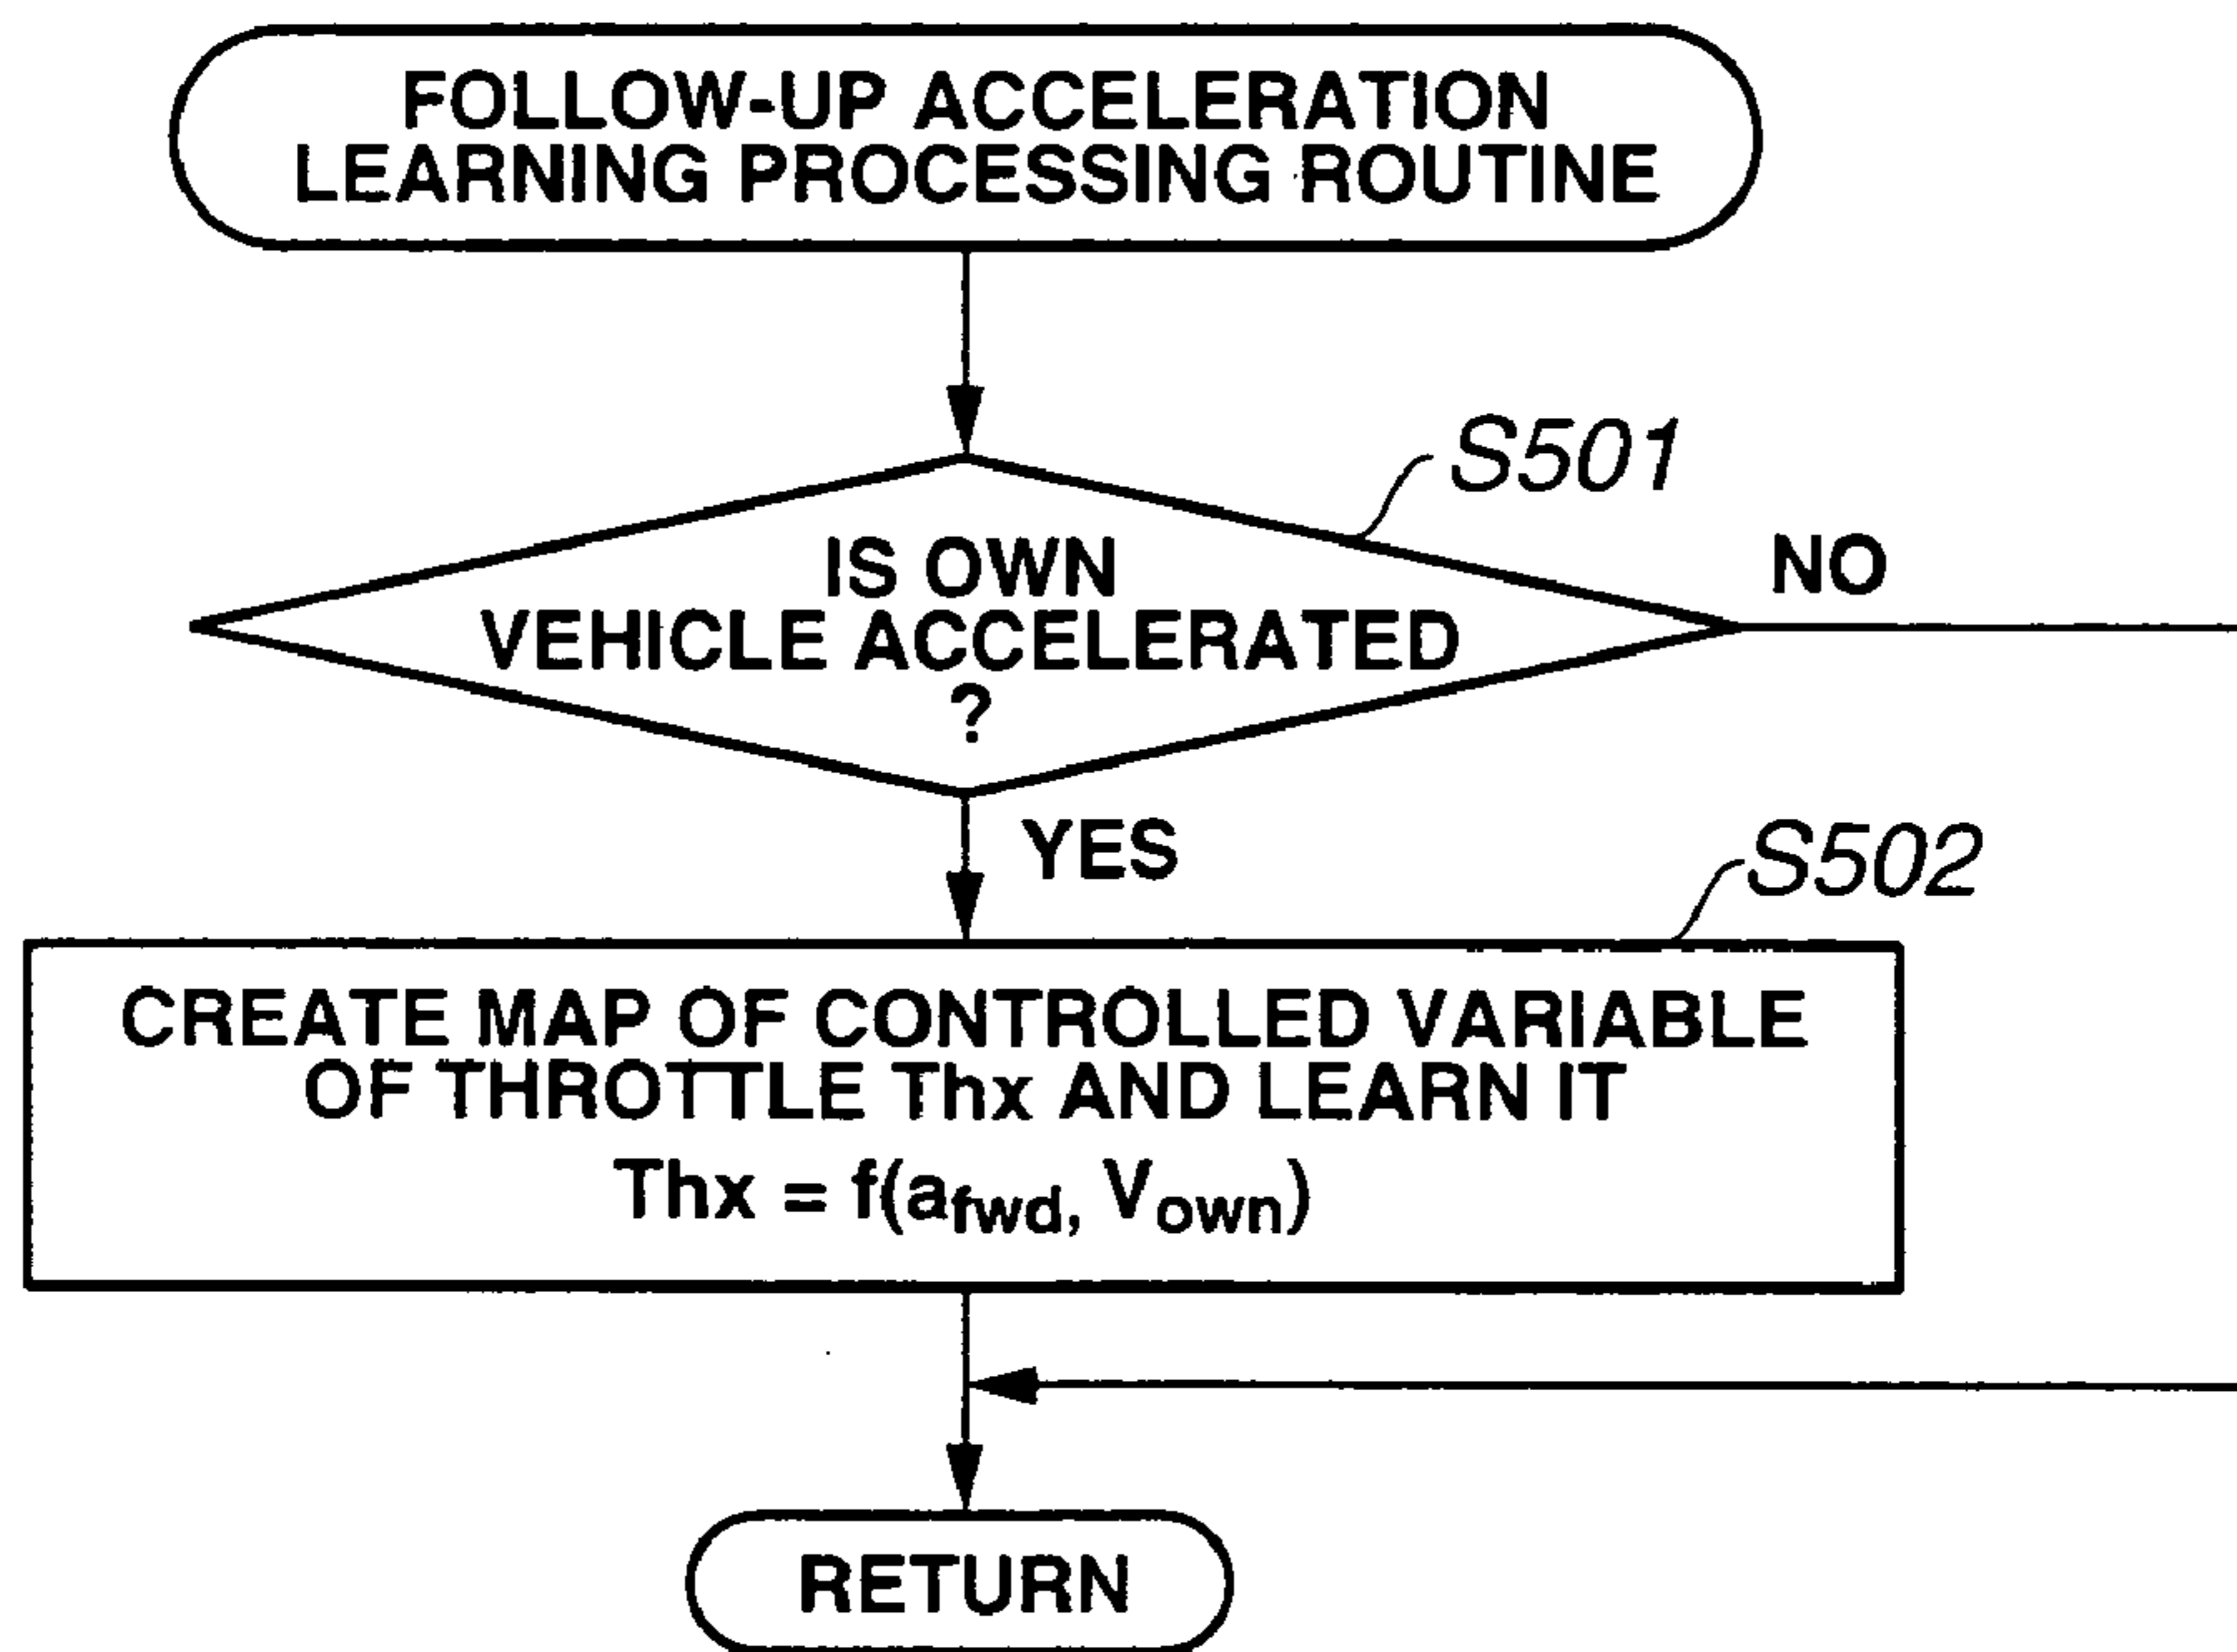 FOLLOW-UP ACCELERATION
LEARNING PROCESSING ROUTINE
S501
IS OWN
VEHICLE ACCELERATED
?
NO
YES
S502
CREATE MAP OF CONTROLLED VARIABLE
OF THROTTLE Thx AND LEARN IT
Thx = f(afwd, Vown)
RETURN